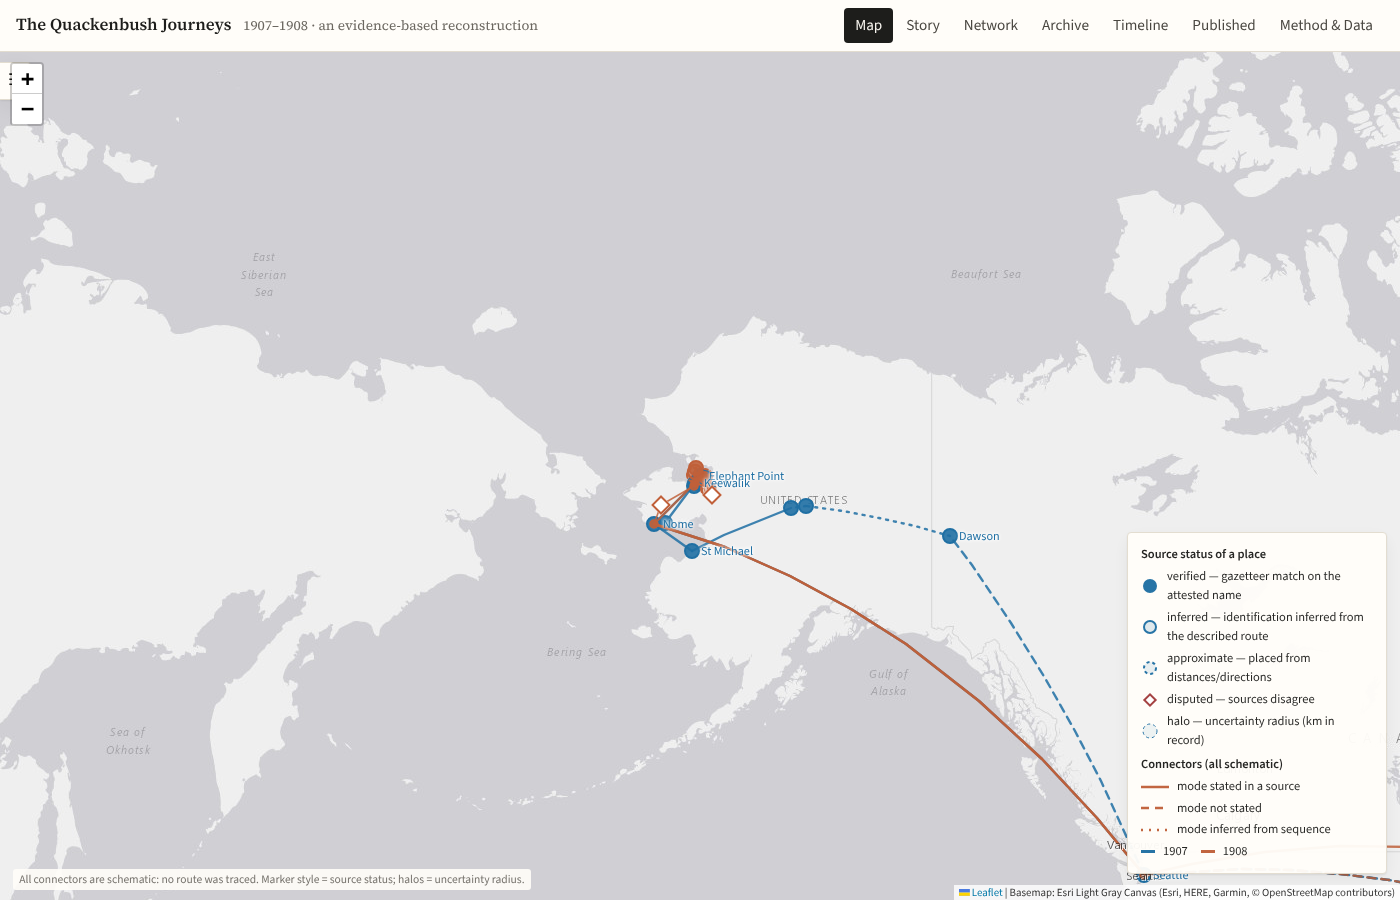 The Quackenbush Journeys 1907–1908 · an evidence-based reconstruction
Map Story Network Archive Timeline Published Method & Data
+
−
East
Siberian
Sea
Beaufort Sea
Elephant Point
Keewalik
UNITED STATES
Nome
Dawson
St Michael
Bering Sea
Gulf of
Alaska
Sea of
Okhotsk
Source status of a place
verified — gazetteer match on the
attested name
inferred — identification inferred from
the described route
approximate — placed from
distances/directions
disputed — sources disagree
halo — uncertainty radius (km in
record)
Connectors (all schematic)
mode stated in a source
mode not stated
mode inferred from sequence
1907 1908
Van
Seattle
All connectors are schematic: no route was traced. Marker style = source status; halos = uncertainty radius.
Leaflet | Basemap: Esri Light Gray Canvas (Esri, HERE, Garmin, © OpenStreetMap contributors)